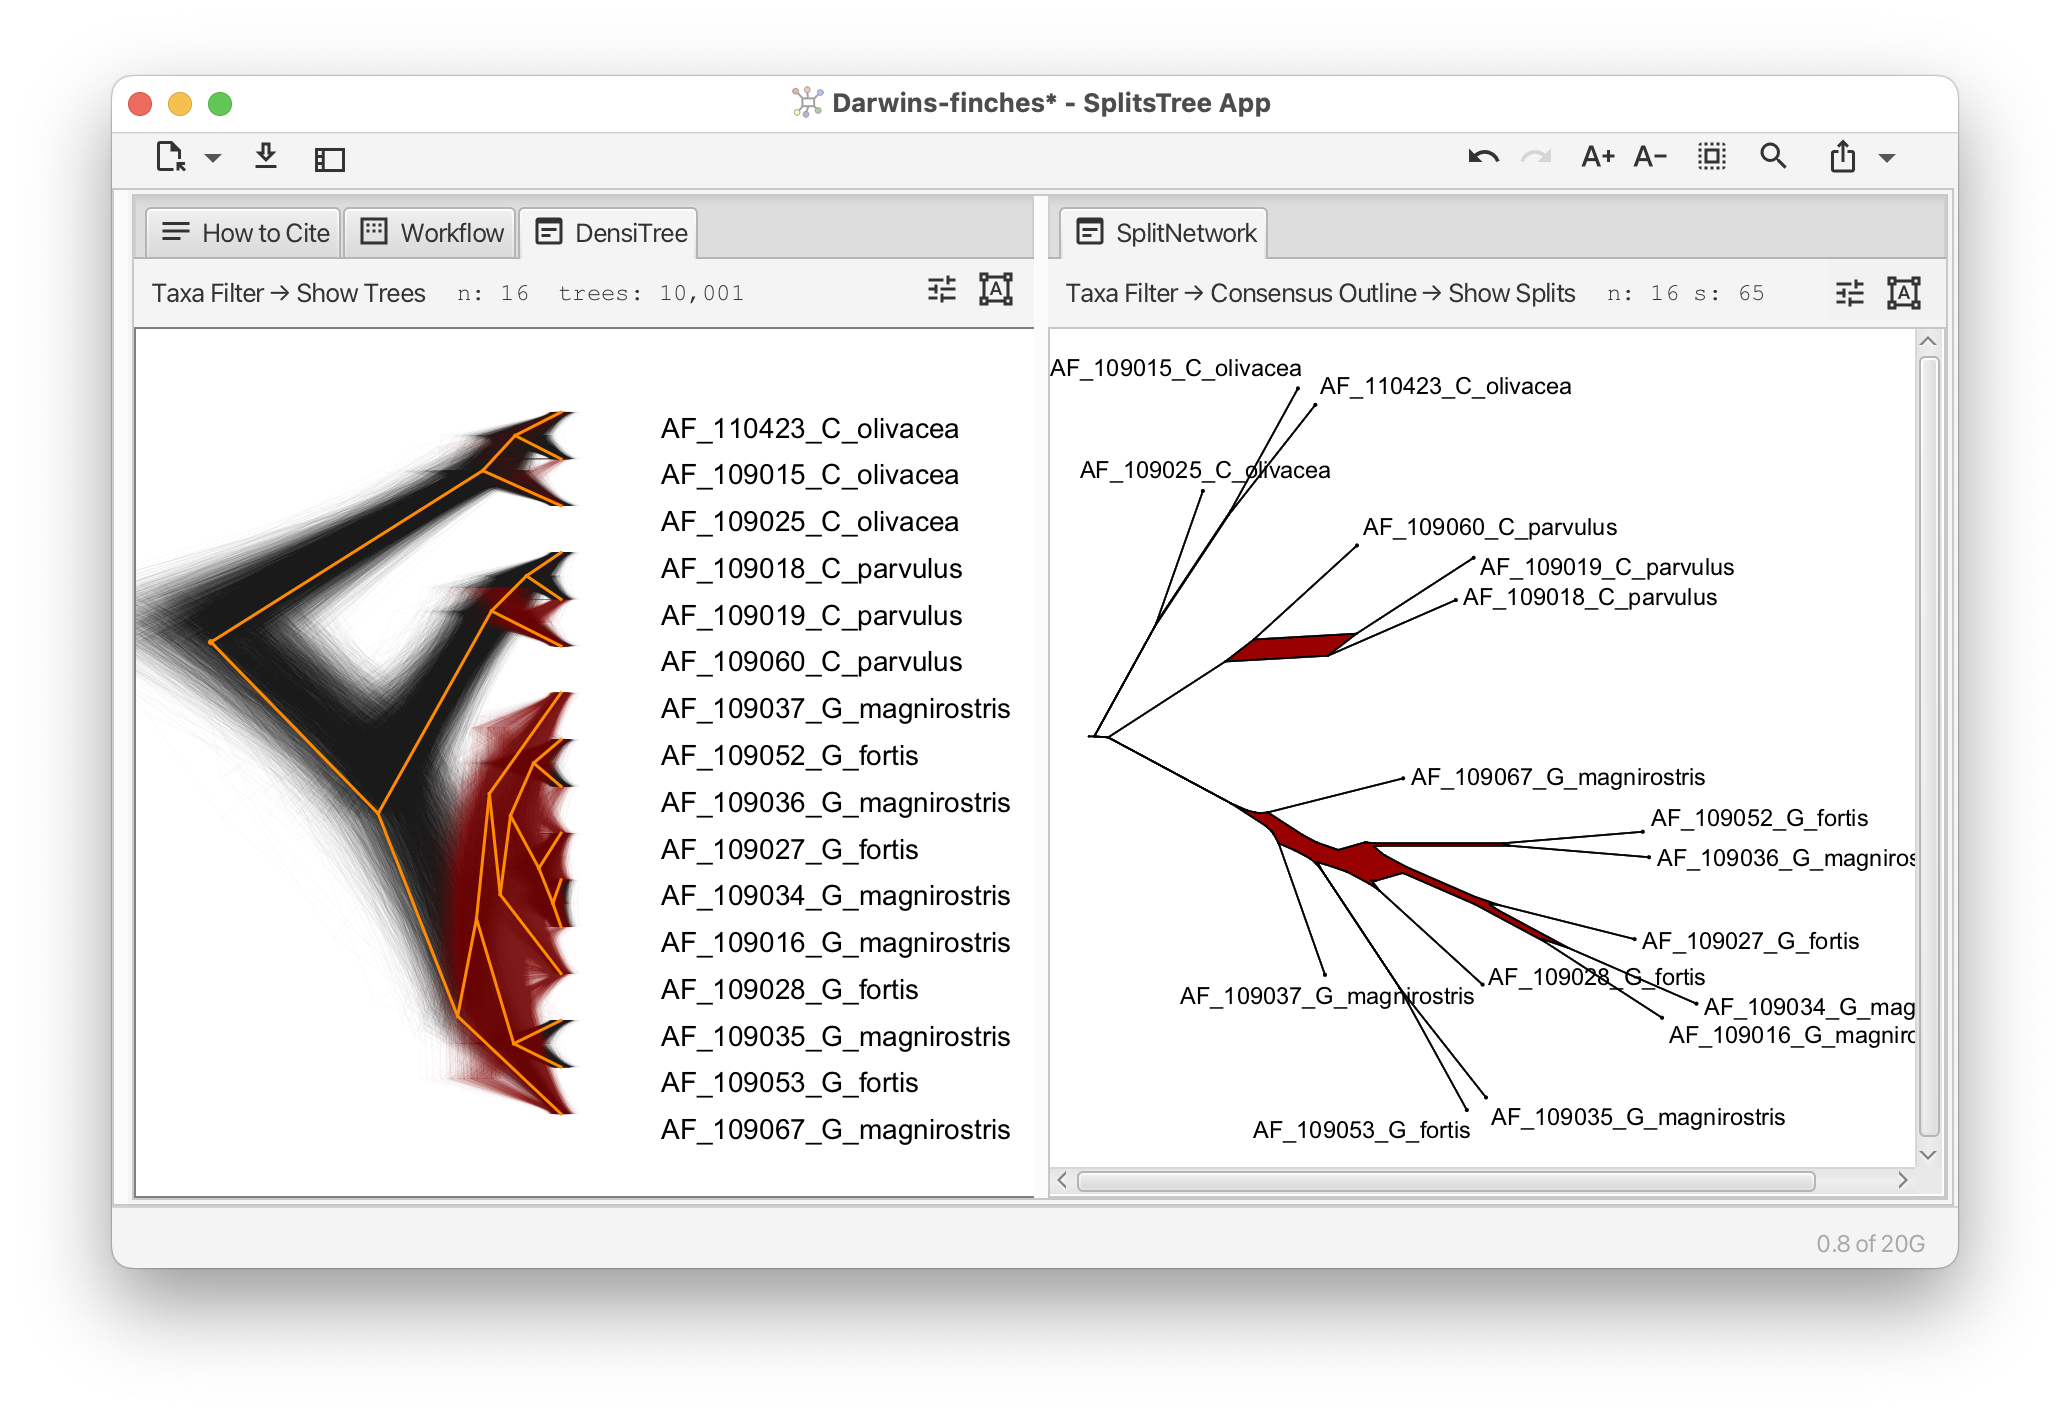 Darwins-finches* - SplitsTree App
A+ A-
How to Cite
Workflow
DensiTree
SplitNetwork
Taxa Filter → Show Trees n: 16 trees: 10,001
A
Taxa Filter → Consensus Outline → Show Splits n: 16 s: 65
A
AF_110423_C_olivacea
AF_109015_C_olivacea
AF_109025_C_olivacea
AF_109018_C_parvulus
AF_109019_C_parvulus
AF_109060_C_parvulus
AF_109037_G_magnirostris
AF_109052_G_fortis
AF_109036_G_magnirostris
AF_109027_G_fortis
AF_109034_G_magnirostris
AF_109016_G_magnirostris
AF_109028_G_fortis
AF_109035_G_magnirostris
AF_109053_G_fortis
AF_109067_G_magnirostris
AF_109015_C_olivacea
AF_110423_C_olivacea
AF_109025_C_olivacea
AF_109060_C_parvulus
AF_109019_C_parvulus
AF_109018_C_parvulus
AF_109067_G_magnirostris
AF_109052_G_fortis
AF_109036_G_magniros
AF_109027_G_fortis
AF_109028_G_fortis
AF_109037_G_magnirostris
AF_109034_G_mag
AF_109016_G_magnirc
AF_109035_G_magnirostris
AF_109053_G_fortis
0.8 of 20G